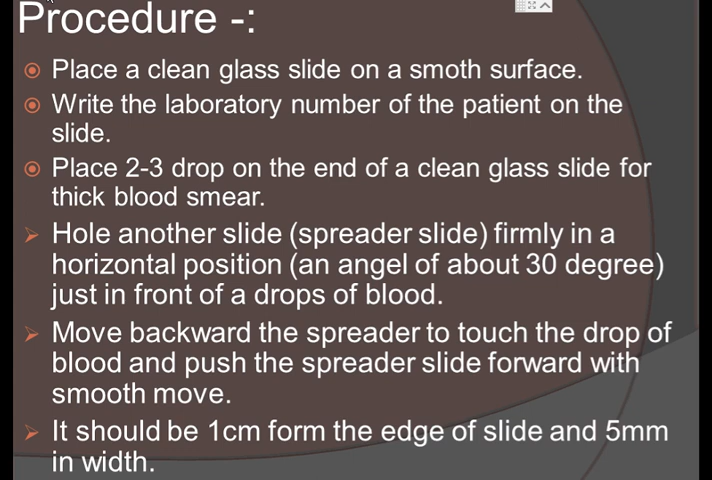 Procedure -:
Place a clean glass slide on a smoth surface.
Write the laboratory number of the patient on the
slide.
Place 2-3 drop on the end of a clean glass slide for
thick blood smear.
Hole another slide (spreader slide) firmly in a
horizontal position (an angel of about 30 degree)
just in front of a drops of blood.
Move backward the spreader to touch the drop of
blood and push the spreader slide forward with
smooth move.
It should be 1cm form the edge of slide and 5mm
in width.